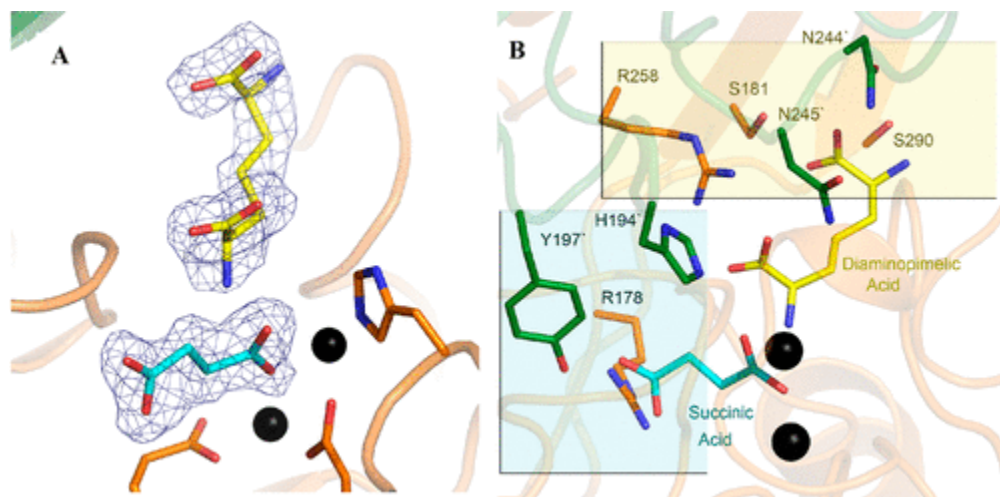 A
B
N244`
R258
S181
N245`
S290
H194`
Y197`
Diaminopimelic
Acid
R178
Succinic
Acid